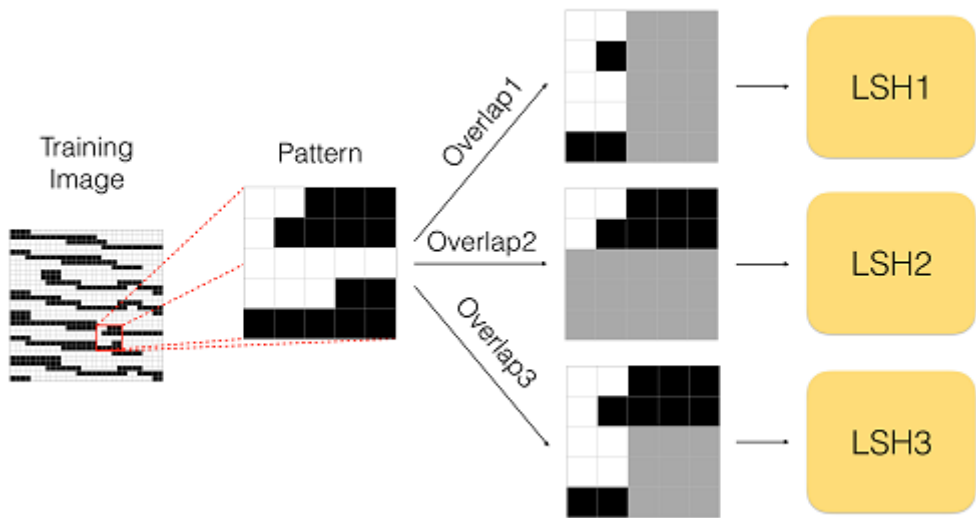 Training
Image
Pattern
Overlap1
Overlap2
Overlap3
LSH1
LSH2
LSH3